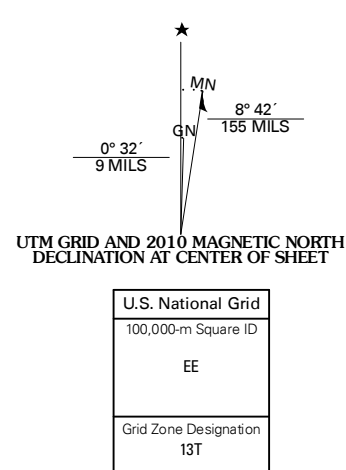 MN
8° 42´
155 MILS
GN
0° 32´
9 MILS
UTM GRID AND 2010 MAGNETIC NORTH
DECLINATION AT CENTER OF SHEET
U.S. National Grid
100,000-m Square ID
EE
Grid Zone Designation
13T